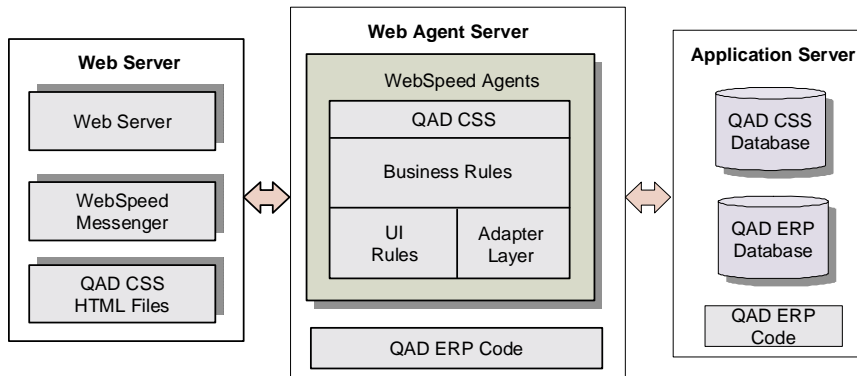 Web Server
Web Server
WebSpeed
Messenger
QAD CSS
HTML Files
Web Agent Server
WebSpeed Agents
QAD CSS
Business Rules
UI
Rules
Adapter
Layer
QAD ERP Code
Application Server
QAD CSS
Database
QAD ERP
Database
QAD ERP
Code